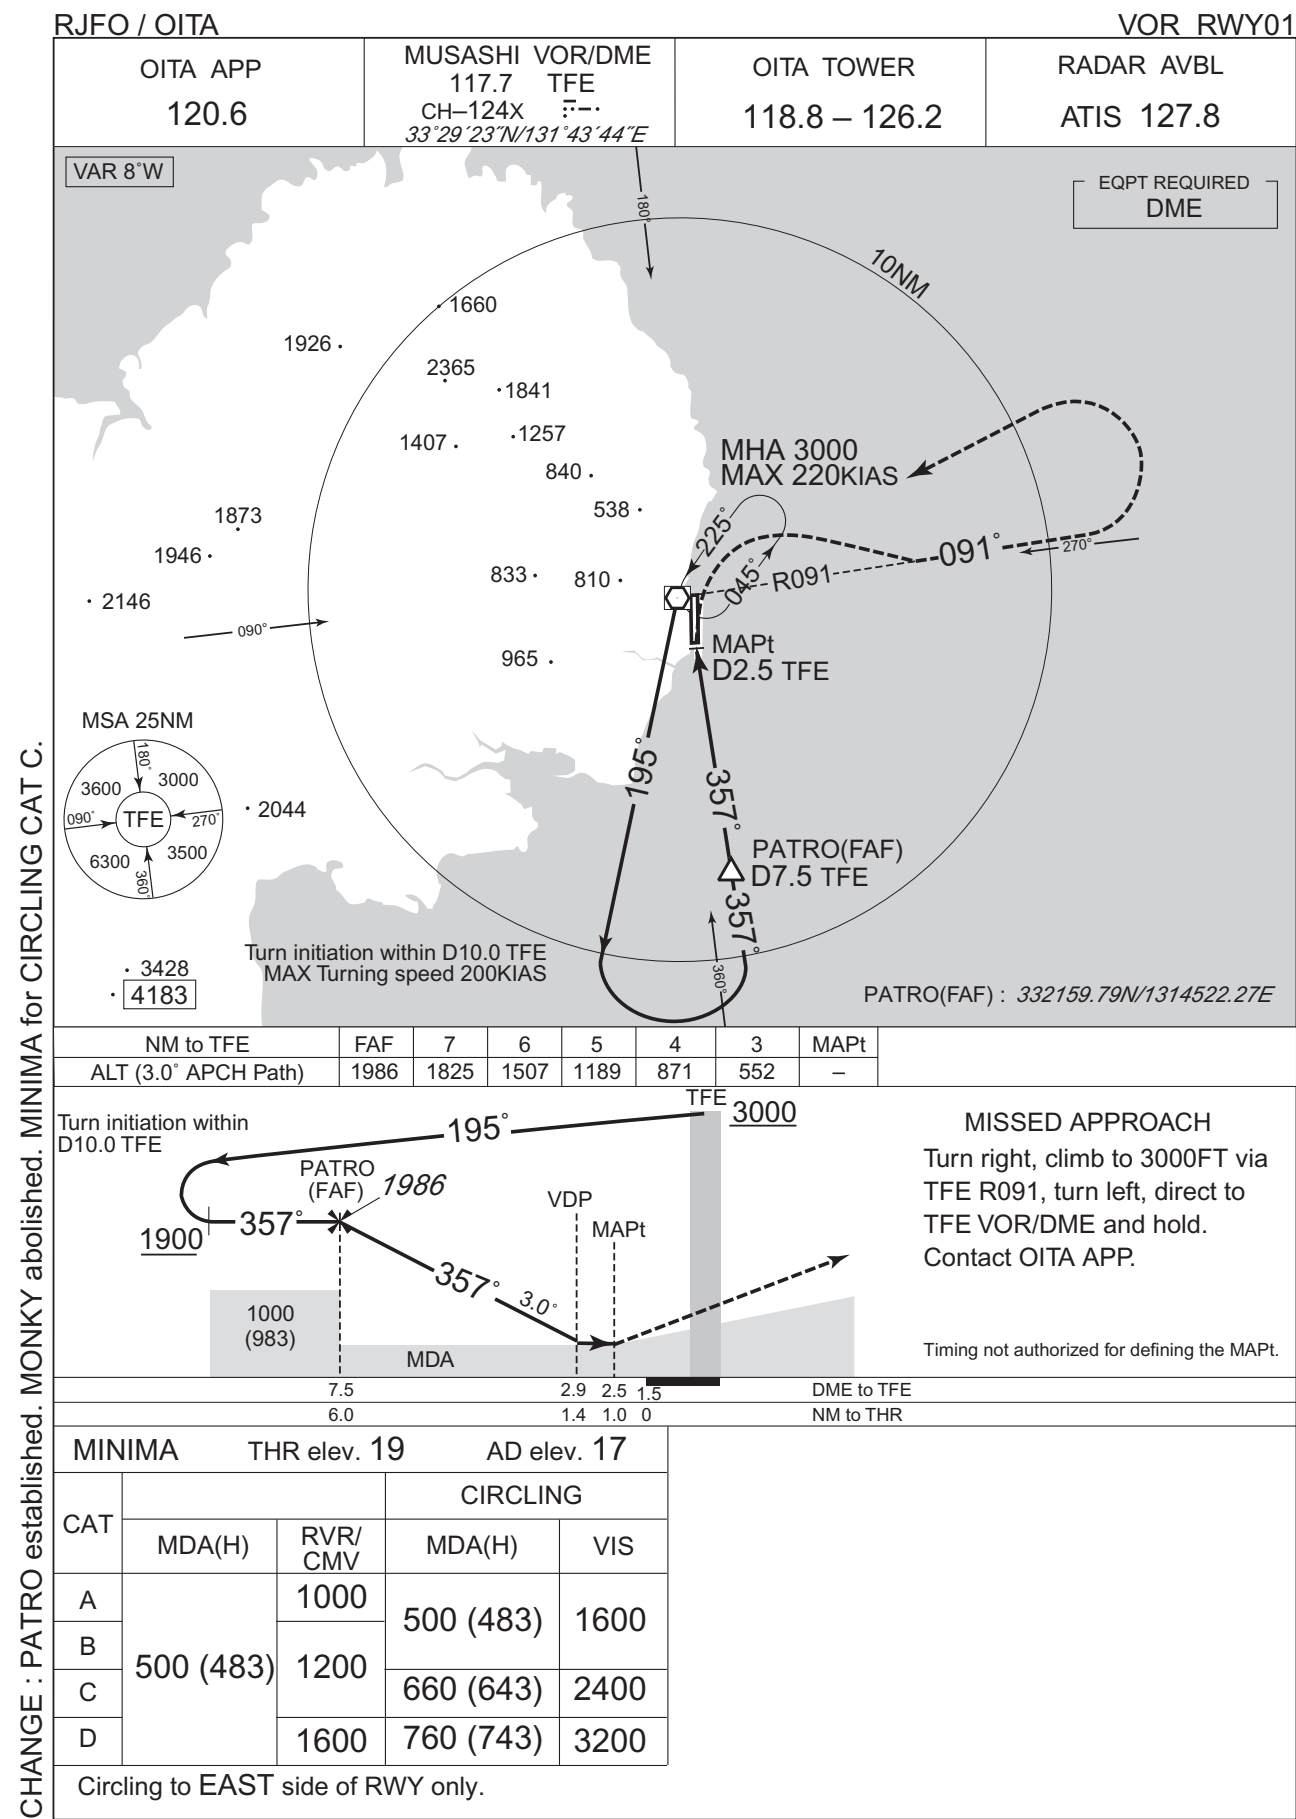 RJFO / OITA
VOR RWY01
OITA APP
120.6
MUSASHI VOR/DME
117.7 TFE
CH–124X
33°29´23˝N/131°43´44˝E
OITA TOWER
118.8 – 126.2
RADAR AVBL
ATIS 127.8
VAR 8°W
EQPT REQUIRED
DME
180°
10NM
1660
1926
2365
1841
1407
1257
840
538
1873
1946
2146
833
810
965
090°
MHA 3000
MAX 220KIAS
225°
045°
R091
091°
270°
MAPt
D2.5 TFE
195°
357°
PATRO(FAF)
D7.5 TFE
357°
360°
MSA 25NM
180°
3600
3000
090°
TFE
270°
6300
3500
360°
2044
3428
4183
Turn initiation within D10.0 TFE
MAX Turning speed 200KIAS
PATRO(FAF) : 332159.79N/1314522.27E
NM to TFE FAF 7 6 5 4 3 MAPt
ALT (3.0° APCH Path) 1986 1825 1507 1189 871 552 –
Turn initiation within
D10.0 TFE
195°
TFE
3000
PATRO
(FAF)
1986
VDP
MAPt
1900
357°
357°
3.0°
1000
(983)
MDA
MISSED APPROACH
Turn right, climb to 3000FT via
TFE R091, turn left, direct to
TFE VOR/DME and hold.
Contact OITA APP.
Timing not authorized for defining the MAPt.
7.5 2.9 2.5 1.5 DME to TFE
6.0 1.4 1.0 0 NM to THR
MINIMA THR elev. 19 AD elev. 17
CAT
CIRCLING
MDA(H)
RVR/
CMV
MDA(H)
VIS
A
B
C
D
500 (483)
1000
1200
1600
500 (483) 1600
660 (643) 2400
760 (743) 3200
Circling to EAST side of RWY only.
CHANGE : PATRO established. MONKY abolished. MINIMA for CIRCLING CAT C.